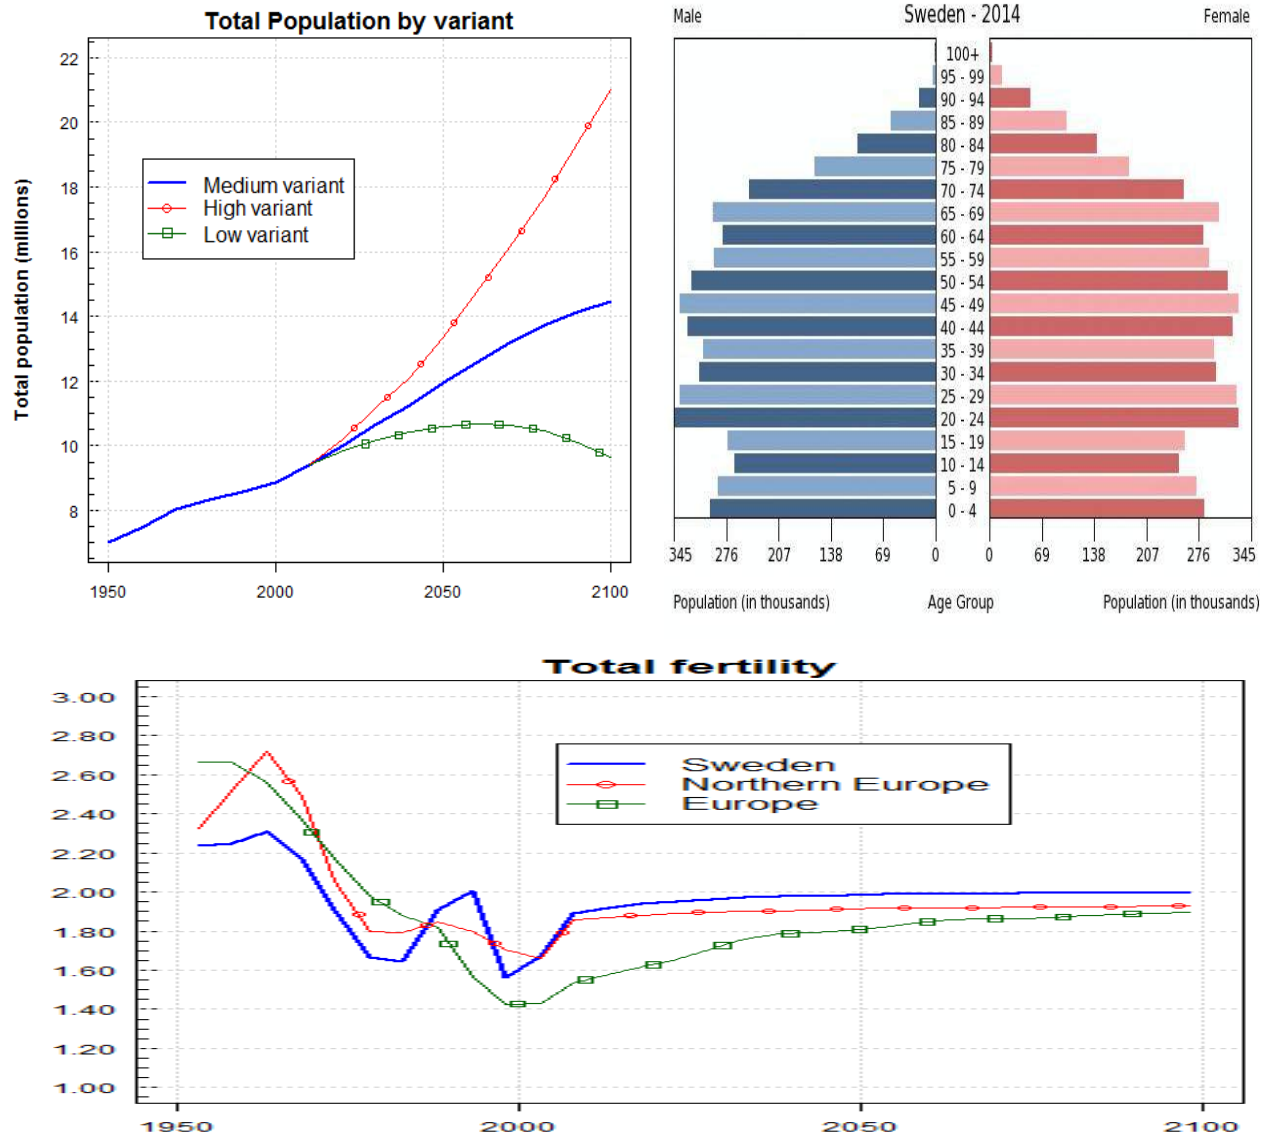 Total Population by variant
22
20
18
16
14
12
10
8
Total population (millions)
Medium variant
High variant
Low variant
1950 2000 2050 2100
Male Sweden - 2014 Female
100+
95 - 99
90 - 94
85 - 89
80 - 84
75 - 79
70 - 74
65 - 69
60 - 64
55 - 59
50 - 54
45 - 49
40 - 44
35 - 39
30 - 34
25 - 29
20 - 24
15 - 19
10 - 14
5 - 9
0 - 4
345 276 207 138 69 0 0 69 138 207 276 345
Population (in thousands) Age Group Population (in thousands)
Total fertility
3.00
2.80
2.60
2.40
2.20
2.00
1.80
1.60
1.40
1.20
1.00
Sweden
Northern Europe
Europe
1950 2000 2050 2100